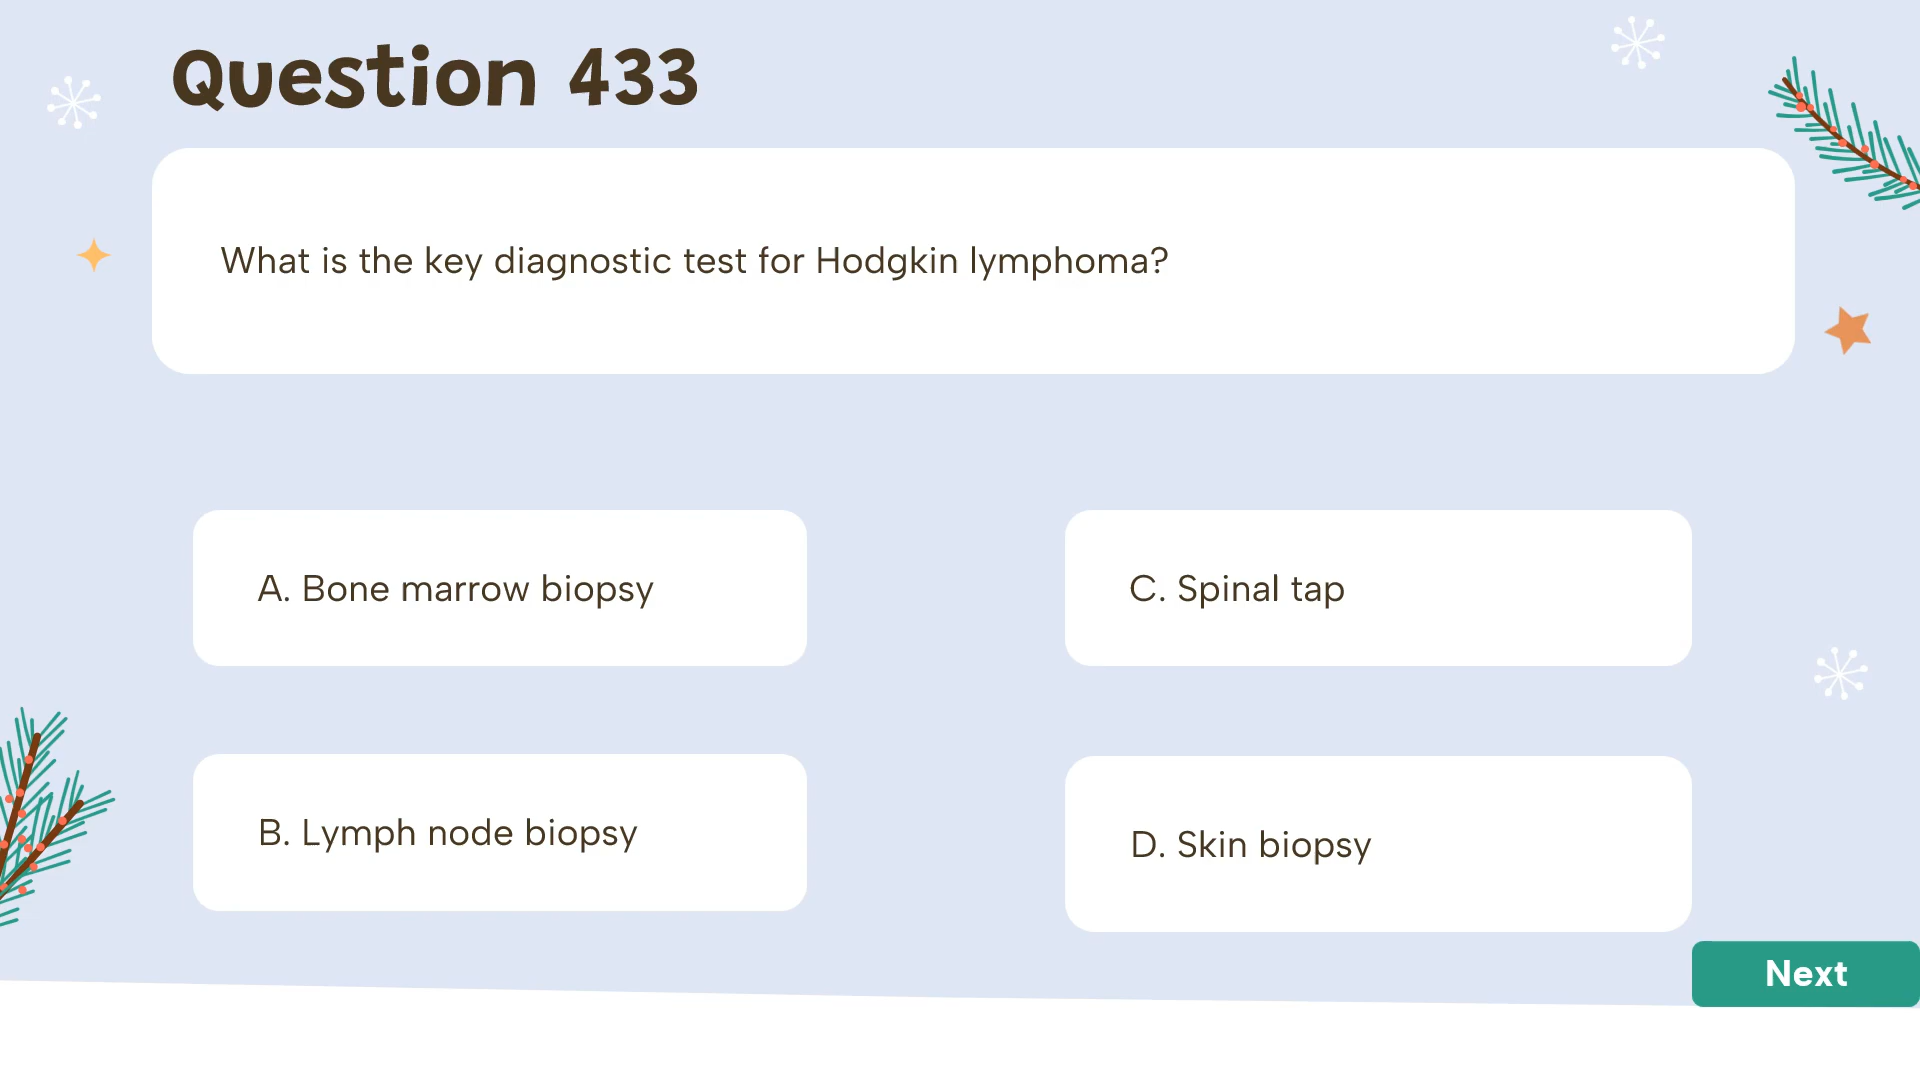 Question 433
What is the key diagnostic test for Hodgkin lymphoma?
A. Bone marrow biopsy
B. Lymph node biopsy
C. Spinal tap
D. Skin biopsy
Next